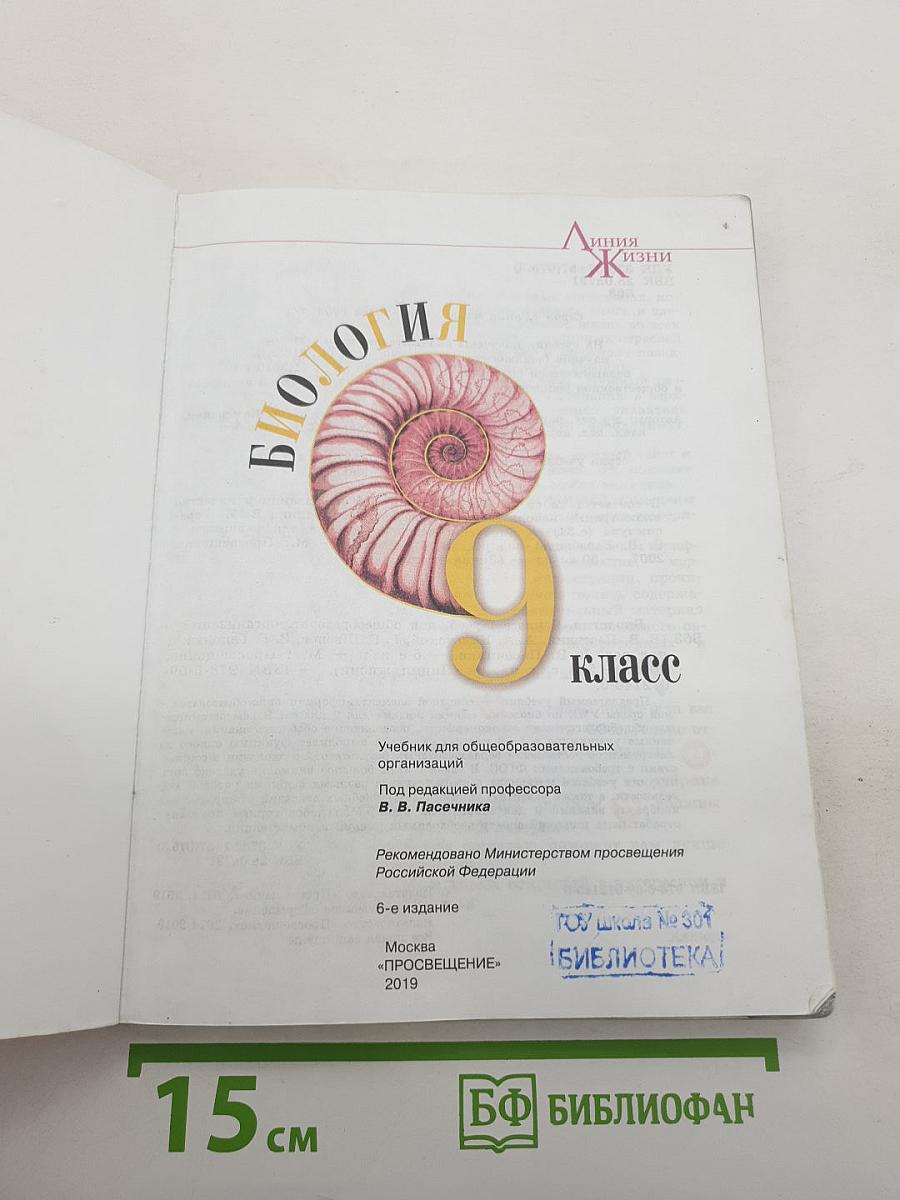 Линия
Жизни
БИОЛОГИЯ
9
класс
Учебник для общеобразовательных
организаций
Под редакцией профессора
В. В. Пасечника
Рекомендовано Министерством просвещения
Российской Федерации
6-е издание
Москва
«ПРОСВЕЩЕНИЕ»
2019
ГОУ школа № 301
БИБЛИОТЕКА
15 см
БФ БИБЛИОФАН